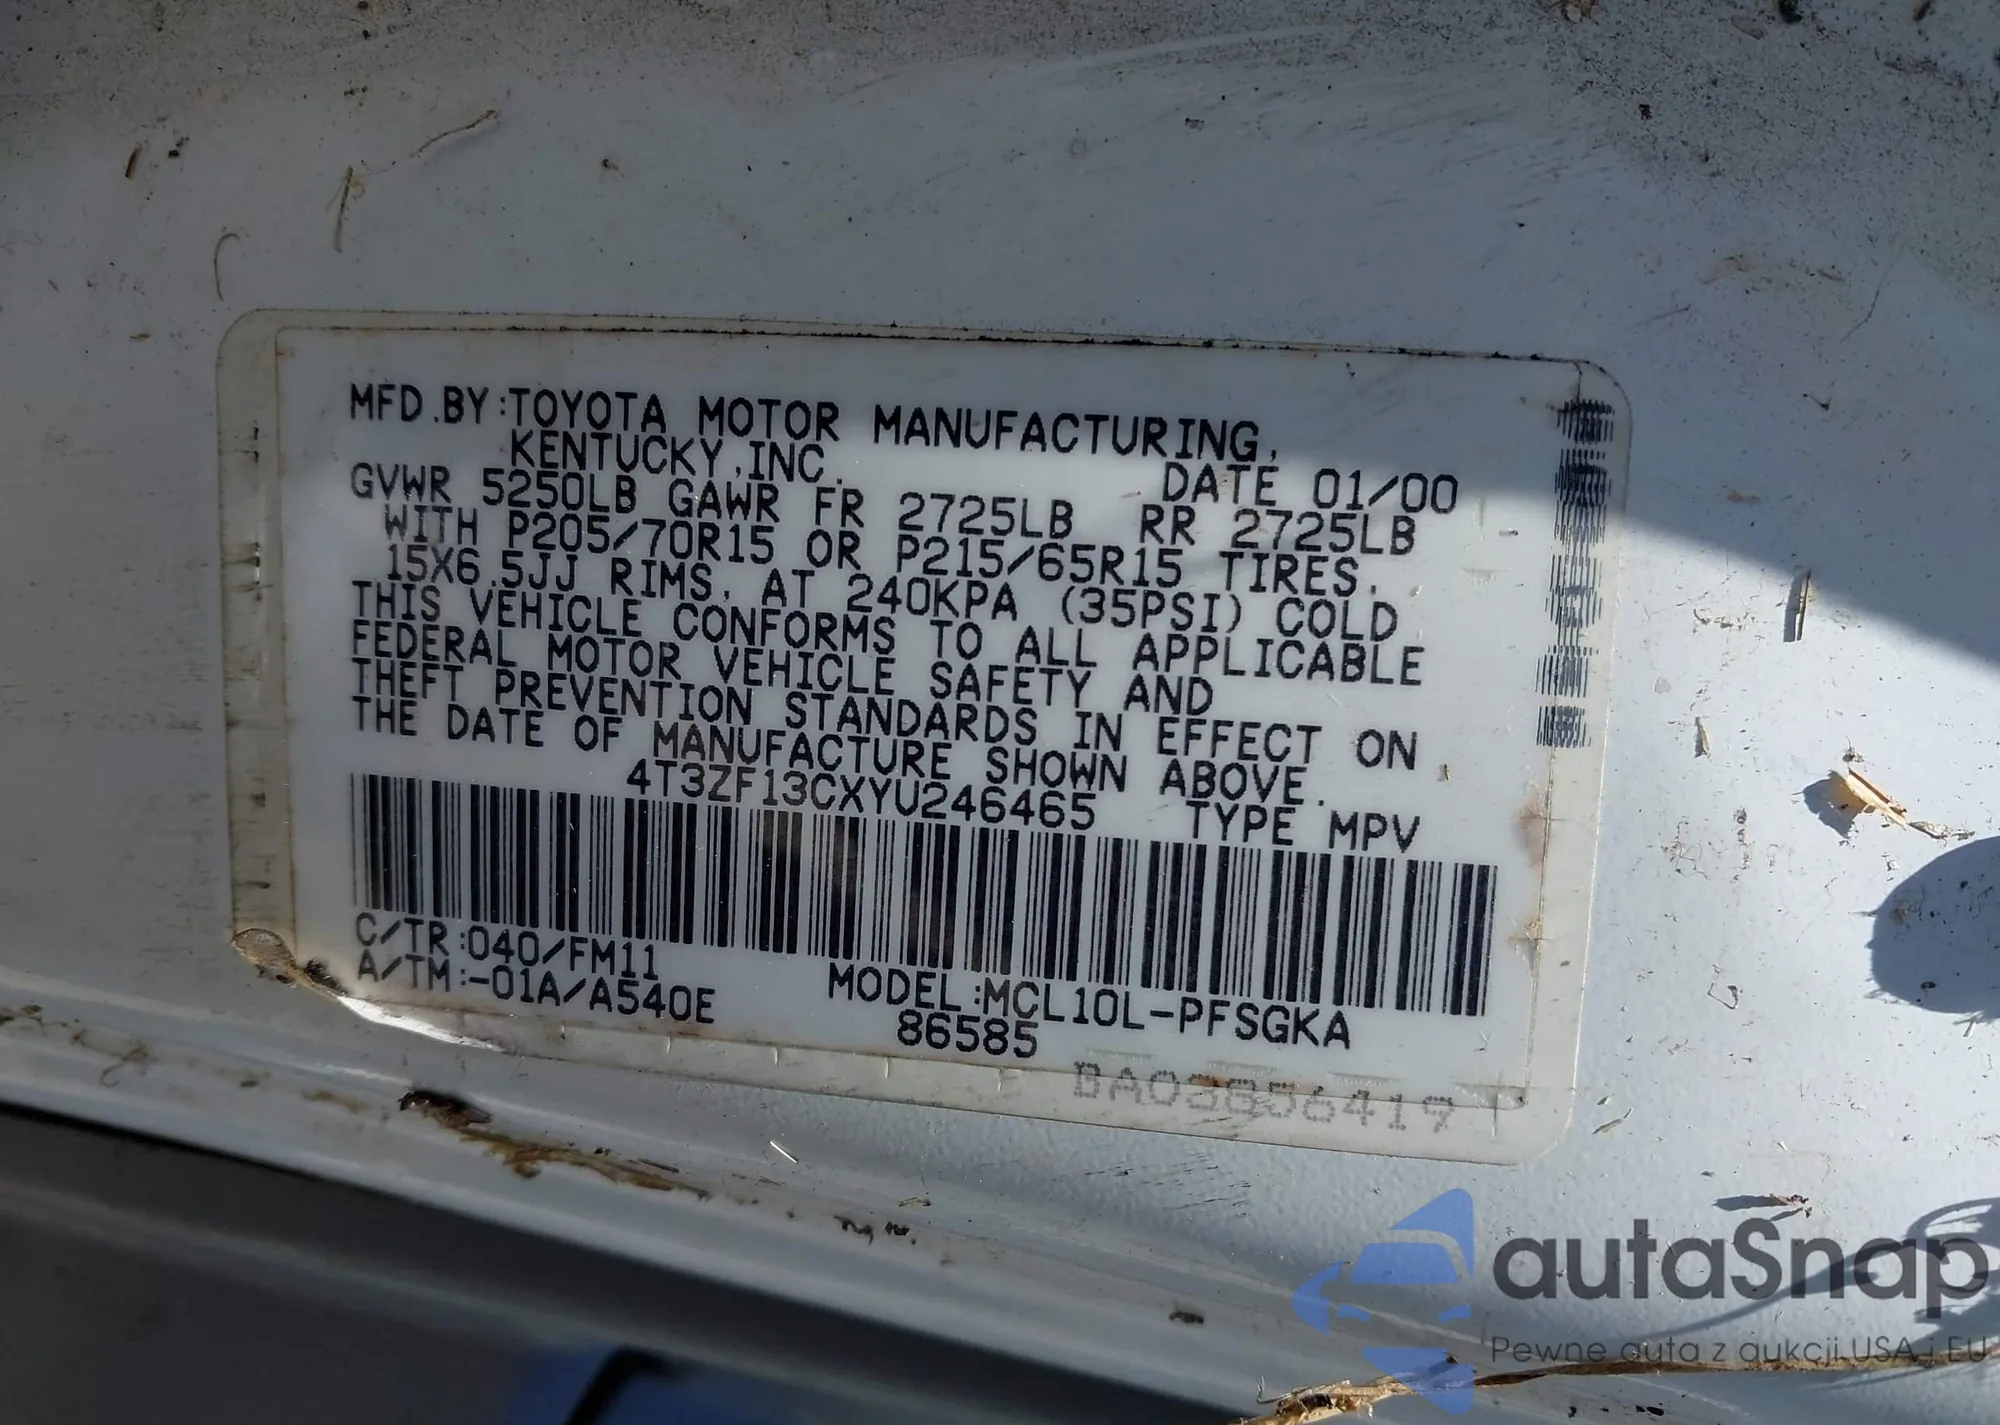 MFD.BY:TOYOTA MOTOR MANUFACTURING,
KENTUCKY,INC. DATE 01/00
GVWR 5250LB GAWR FR 2725LB RR 2725LB
WITH P205/70R15 OR P215/65R15 TIRES,
15X6.5JJ RIMS, AT 240KPA (35PSI) COLD
THIS VEHICLE CONFORMS TO ALL APPLICABLE
FEDERAL MOTOR VEHICLE SAFETY AND
THEFT PREVENTION STANDARDS IN EFFECT ON
THE DATE OF MANUFACTURE SHOWN ABOVE.
4T3ZF13CXYU246465 TYPE MPV
C/TR:040/FM11
A/TM:-01A/A540E MODEL:MCL10L-PFSGKA
86585
BA03856419
autaSnap
Pewne auta z aukcji USA i EU